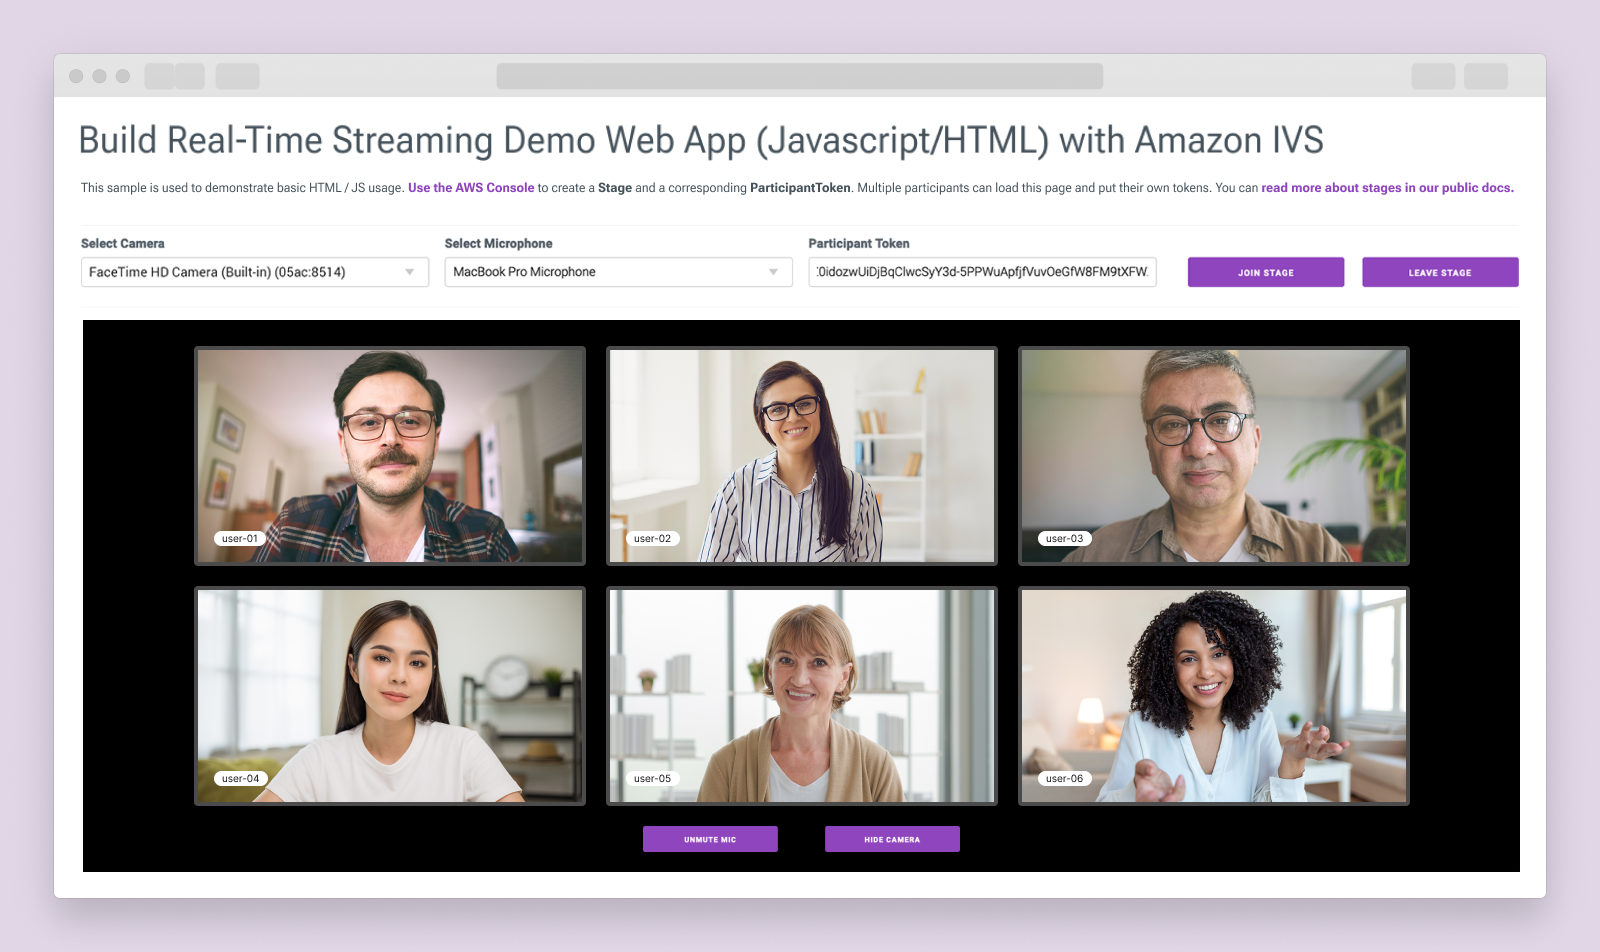 Build Real-Time Streaming Demo Web App (Javascript/HTML) with Amazon IVS
This sample is used to demonstrate basic HTML / JS usage. Use the AWS Console to create a Stage and a corresponding ParticipantToken. Multiple participants can load this page and put their own tokens. You can read more about stages in our public docs.
Select Camera
Select Microphone
Participant Token
FaceTime HD Camera (Built-in) (05ac:8514)
MacBook Pro Microphone
JOIN STAGE
LEAVE STAGE
user-01
user-02
user-03
user-04
user-05
user-06
UNMUTE MIC
HIDE CAMERA